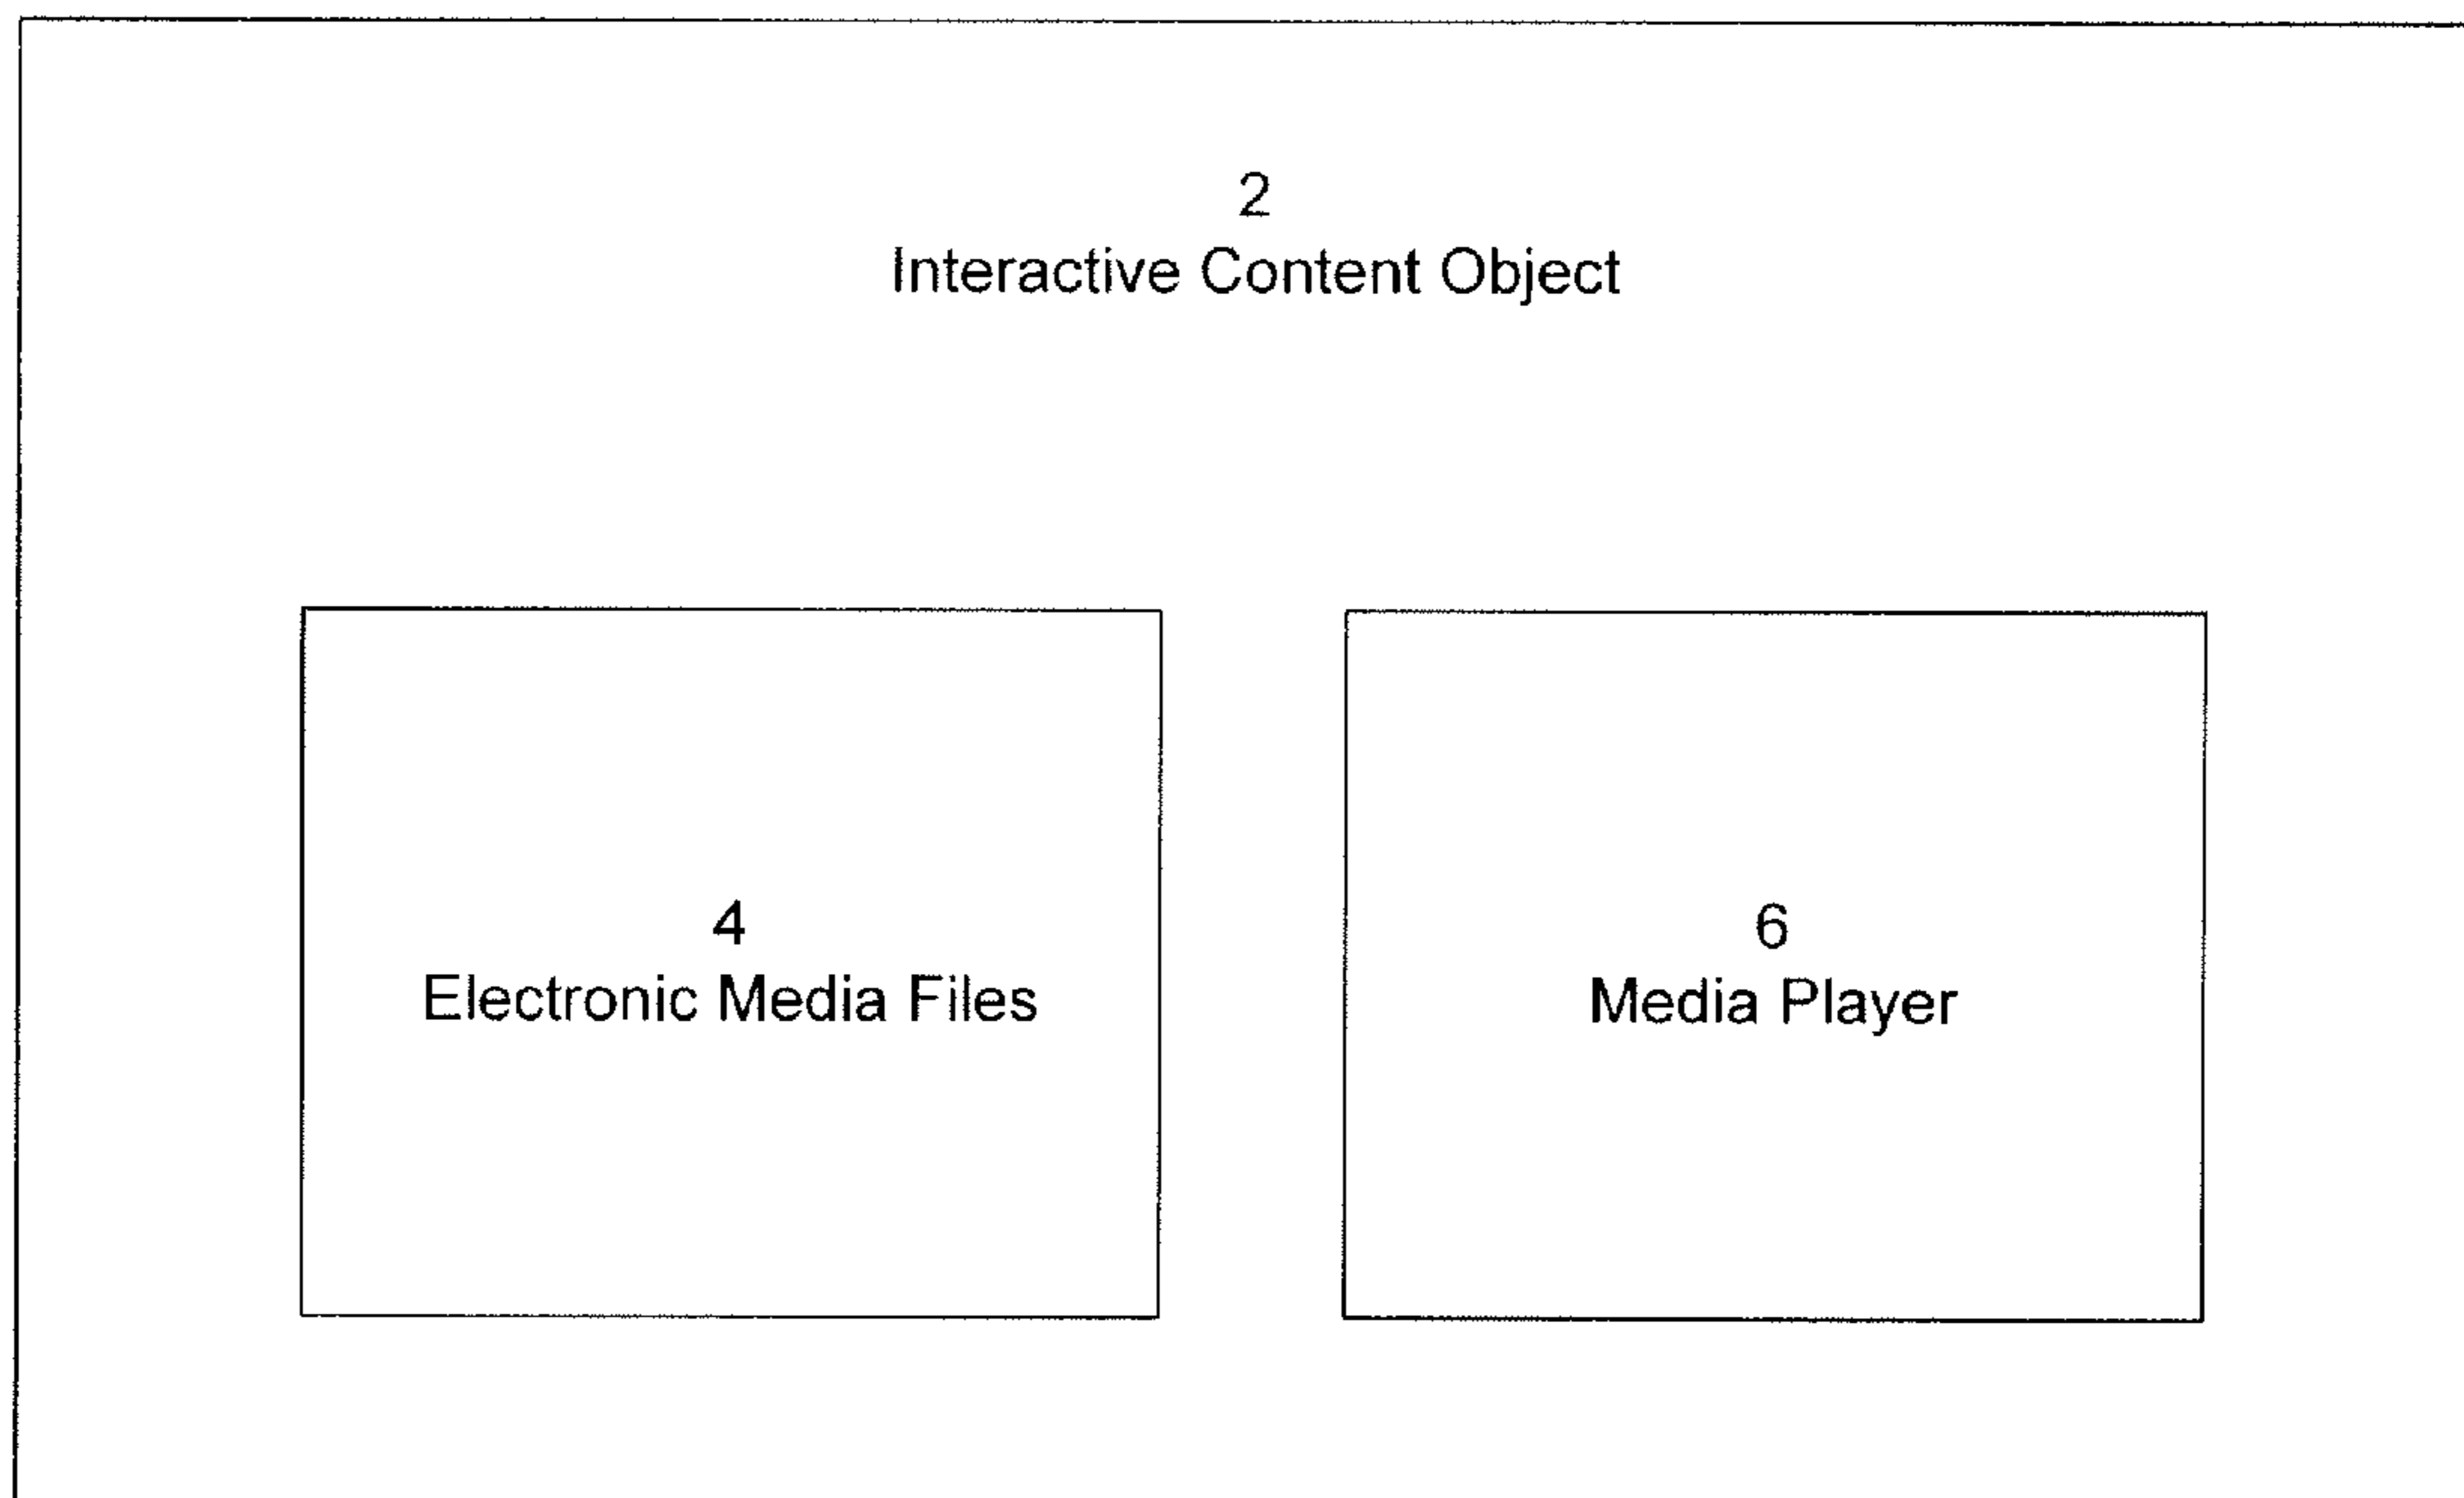 2
Interactive Content Object
4
Electronic Media Files
6
Media Player